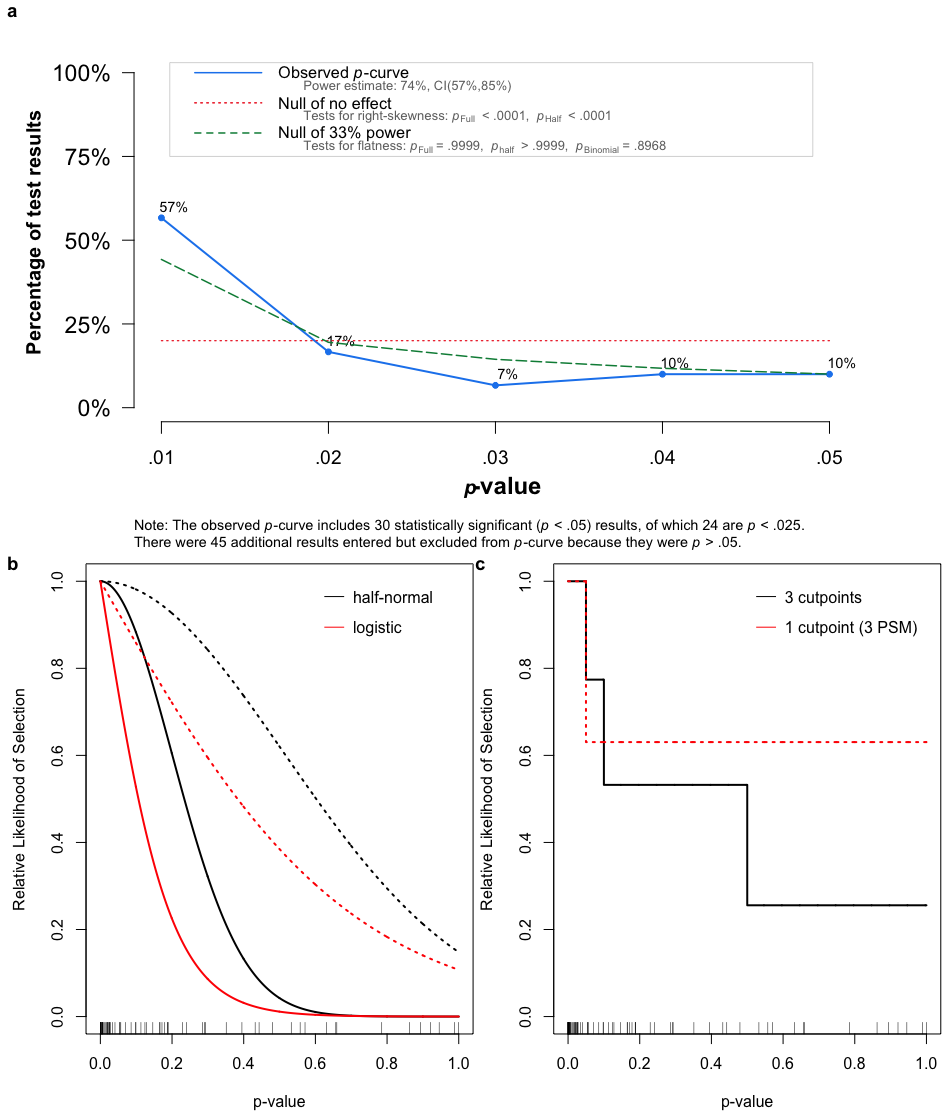 a
100%
75%
50%
25%
0%
Percentage of test results
Observed p-curve
Power estimate: 74%, CI(57%,85%)
Null of no effect
Tests for right-skewness: pFull < .0001, pHalf < .0001
Null of 33% power
Tests for flatness: pFull = .9999, phalf > .9999, pBinomial = .8968
57%
17%
7%
10%
10%
.01 .02 .03 .04 .05
p-value
Note: The observed p-curve includes 30 statistically significant (p < .05) results, of which 24 are p < .025.
There were 45 additional results entered but excluded from p-curve because they were p > .05.
b
Relative Likelihood of Selection
1.0
0.8
0.6
0.4
0.2
0.0
half-normal
logistic
0.0 0.2 0.4 0.6 0.8 1.0
p-value
c
Relative Likelihood of Selection
1.0
0.8
0.6
0.4
0.2
0.0
3 cutpoints
1 cutpoint (3 PSM)
0.0 0.2 0.4 0.6 0.8 1.0
p-value